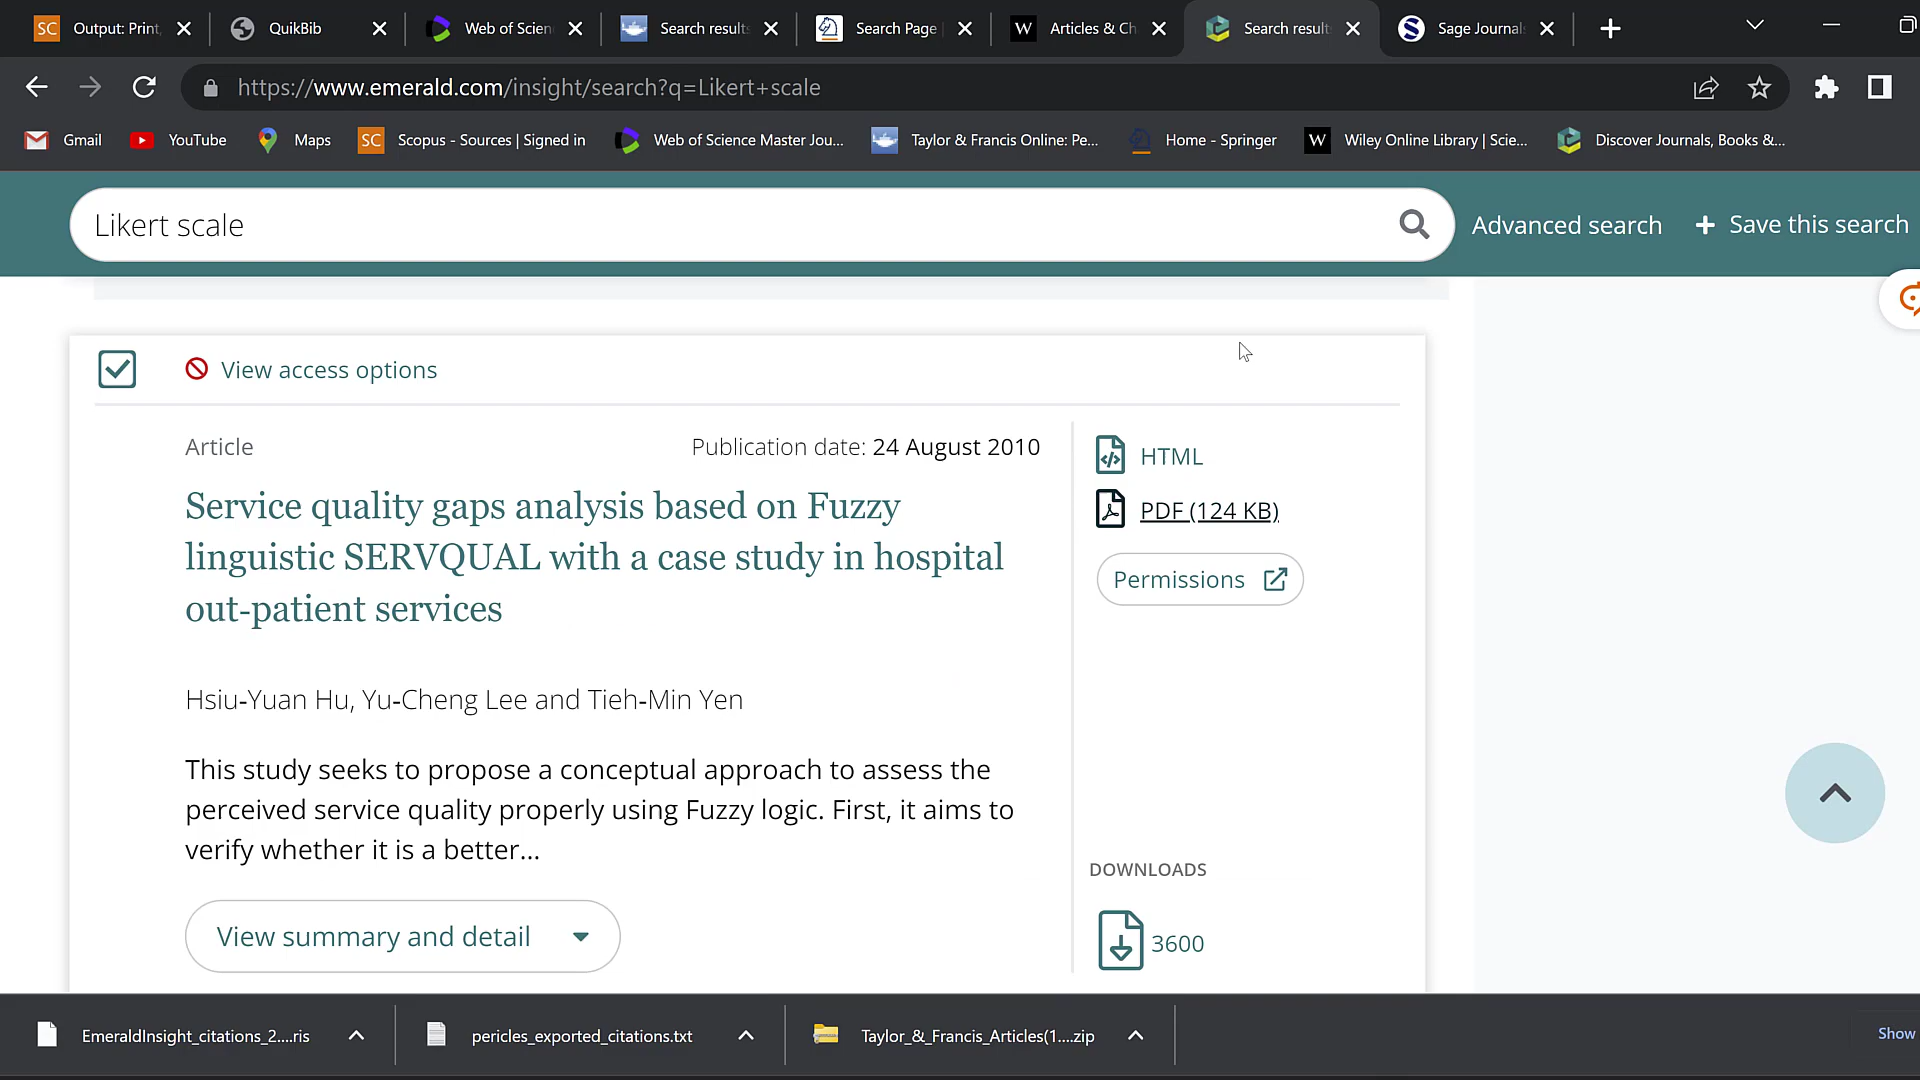 SC Output: Print, QuikBib Web of Scien Search results Search Page Articles & Ch Search result Sage Journals
https://www.emerald.com/insight/search?q=Likert+scale
Gmail YouTube Maps SC Scopus - Sources | Signed in Web of Science Master Jou... Taylor & Francis Online: Pe... Home - Springer W Wiley Online Library | Scie... Discover Journals, Books &...
Likert scale Advanced search + Save this search
View access options
Article Publication date: 24 August 2010
HTML
Service quality gaps analysis based on Fuzzy
linguistic SERVQUAL with a case study in hospital
out-patient services
PDF (124 KB)
Permissions
Hsiu-Yuan Hu, Yu-Cheng Lee and Tieh-Min Yen
This study seeks to propose a conceptual approach to assess the
perceived service quality properly using Fuzzy logic. First, it aims to
verify whether it is a better...
DOWNLOADS
View summary and detail
3600
EmeraldInsight_citations_2....ris pericles_exported_citations.txt Taylor_&_Francis_Articles(1....zip Show